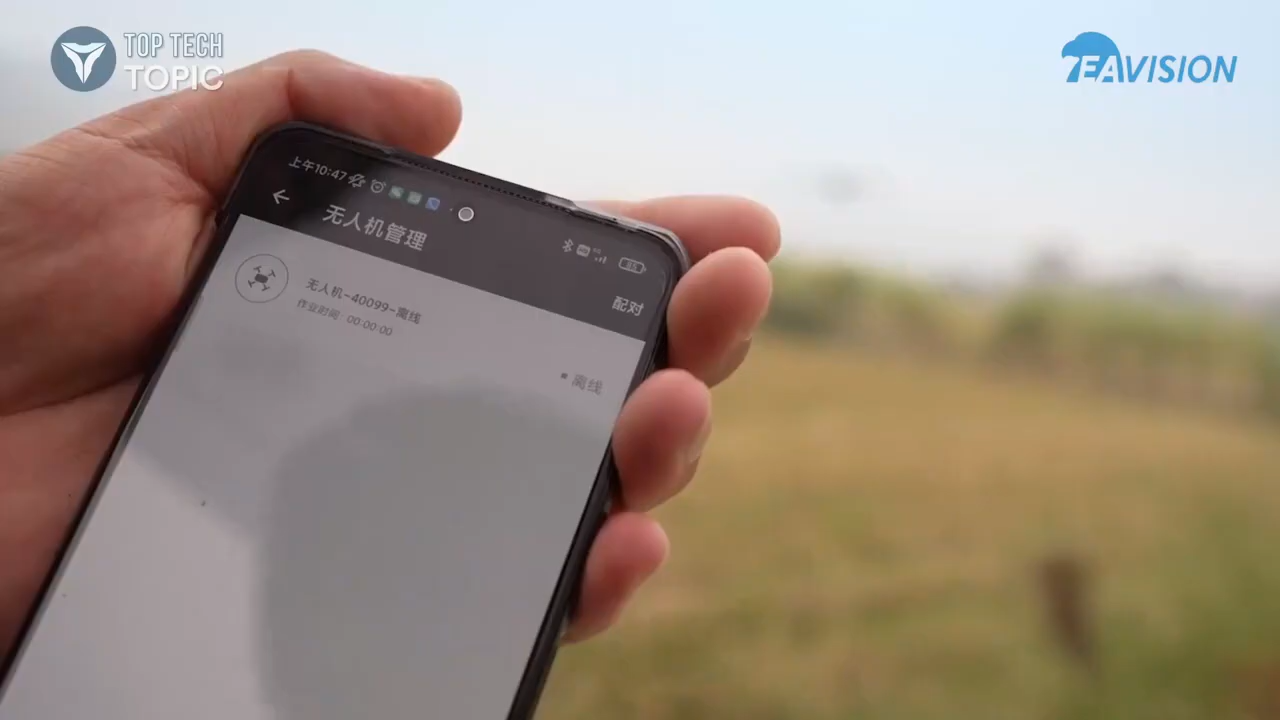 TOP TECH
TOPIC
EAVISION
上午10:47
无人机管理
配对
无人机-40099-离线
作业时间: 00:00:00
离线